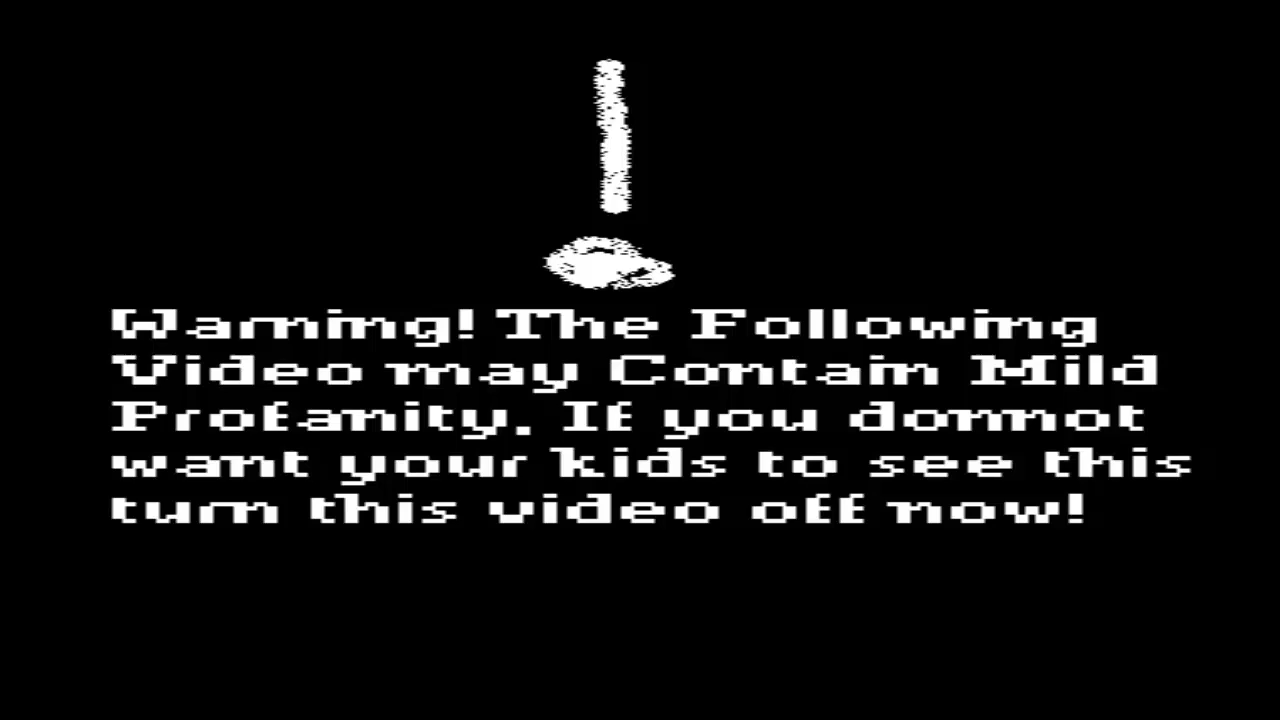 Warning! The Following
Video may Contain Mild
Profanity. If you donnot
want your kids to see this
turn this video off now!